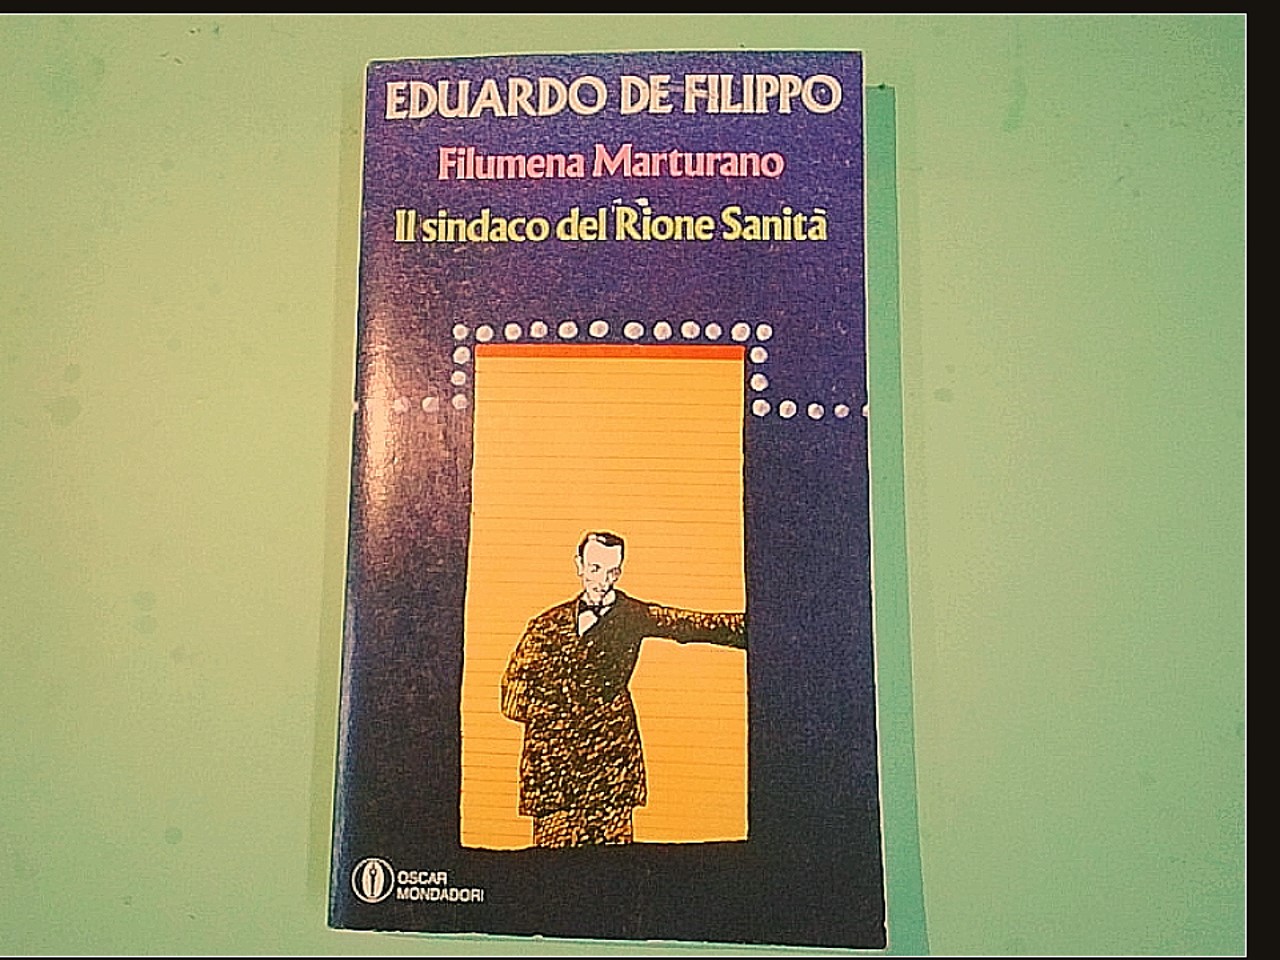 EDUARDO DE FILIPPO
Filumena Marturano
Il sindaco del Rione Sanità
OSCAR
MONDADORI